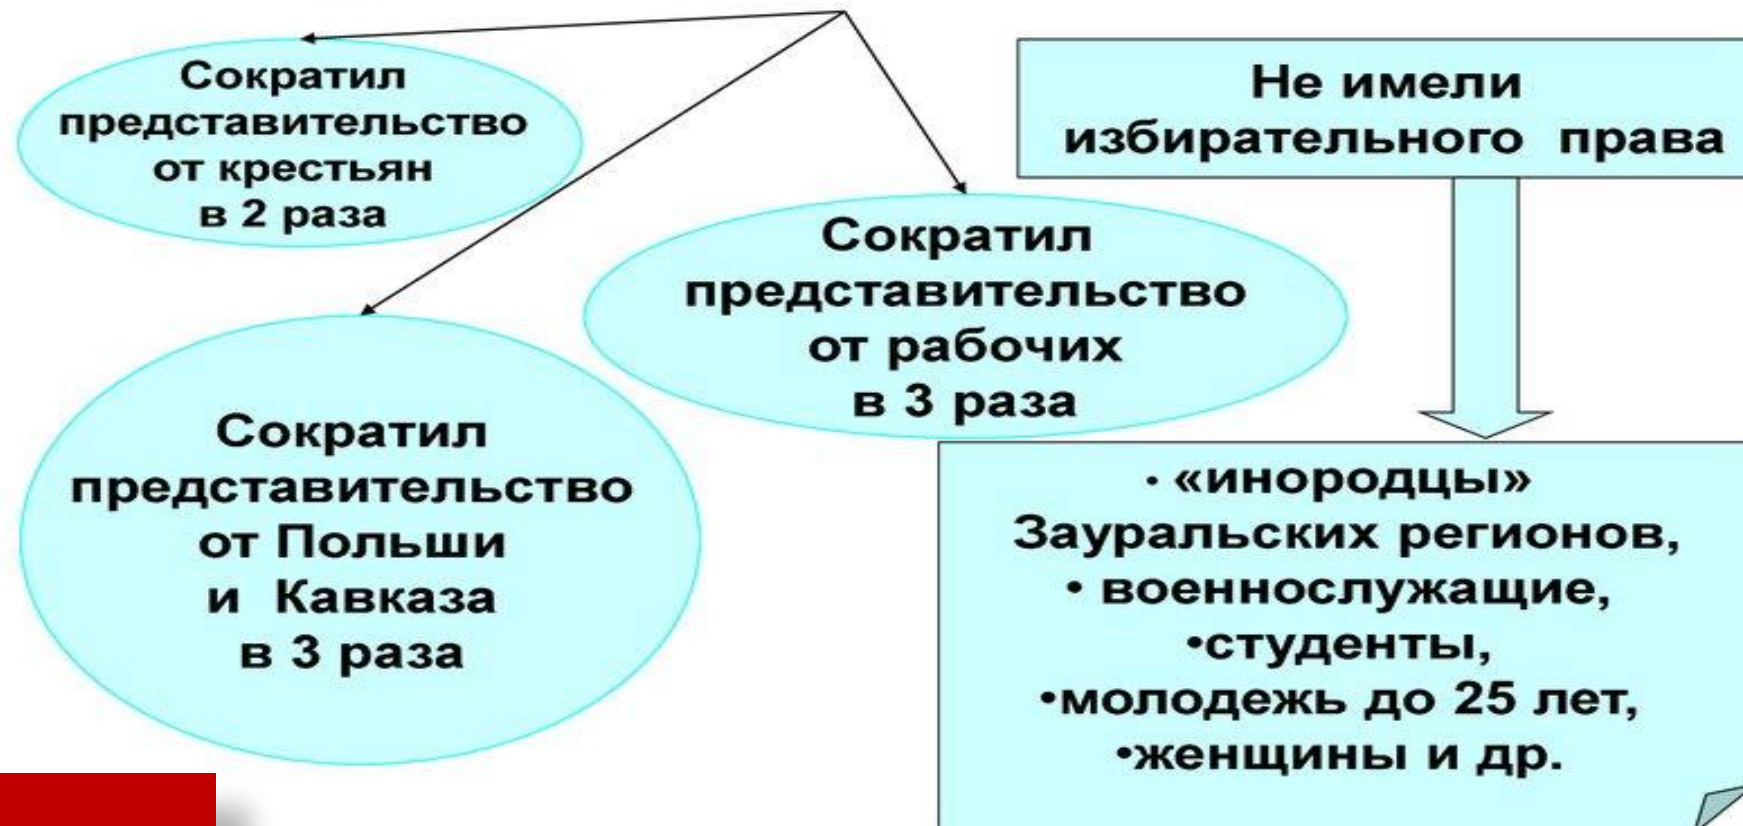 Сократил
представительство
от крестьян
в 2 раза
Сократил
представительство
от Польши
и Кавказа
в 3 раза
Сократил
представительство
от рабочих
в 3 раза
Не имели
избирательного права
• «инородцы»
Зауральских регионов,
• военнослужащие,
•студенты,
•молодежь до 25 лет,
•женщины и др.